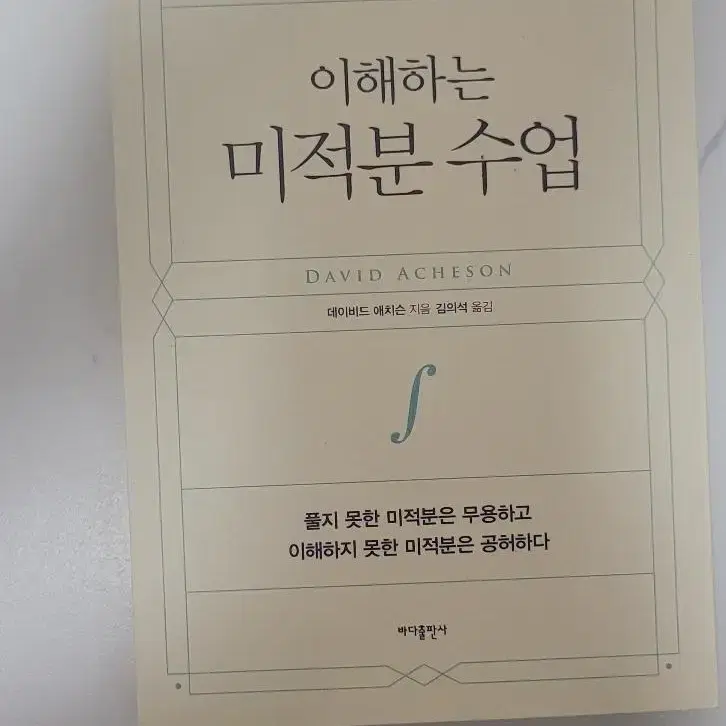 이해하는
미적분 수업
DAVID ACHESON
데이비드 애치슨 지음 김의석 옮김
∫
풀지 못한 미적분은 무용하고
이해하지 못한 미적분은 공허하다
바다출판사